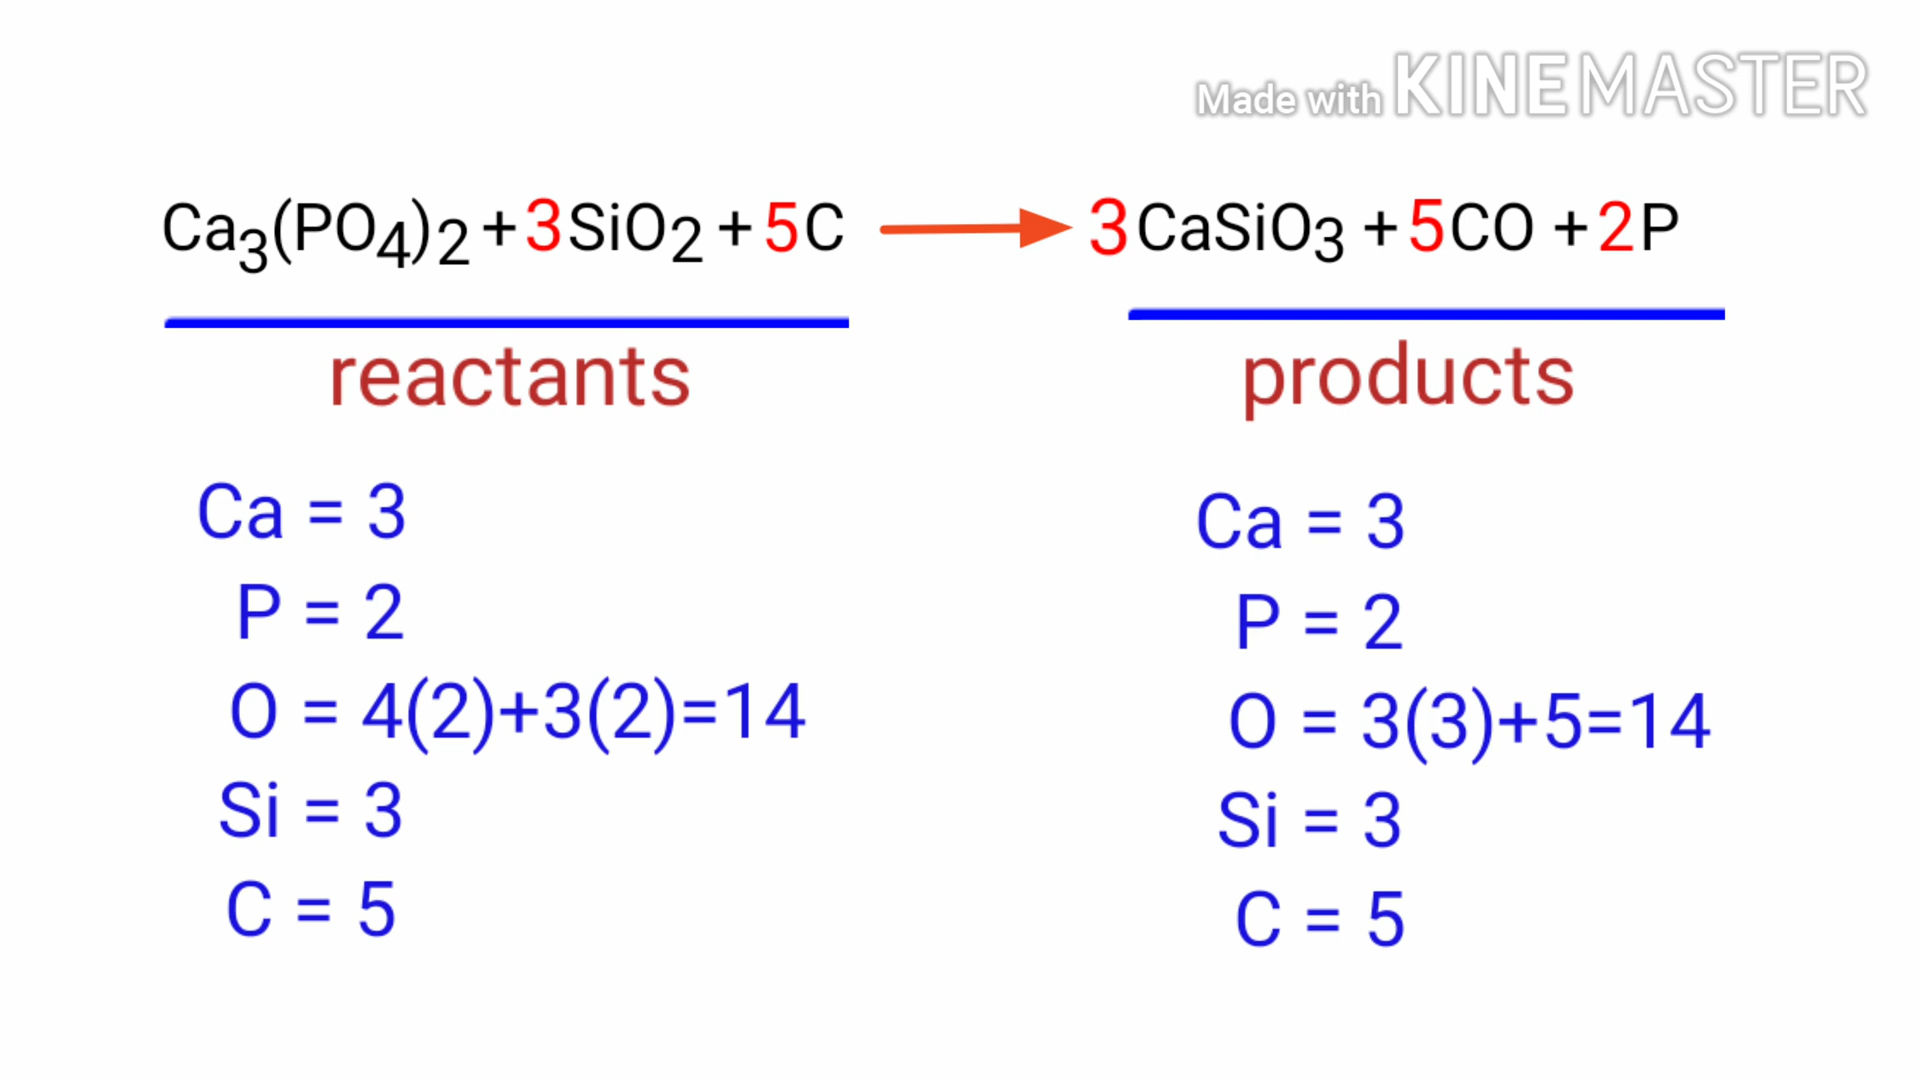 Made with KINEMASTER
Ca3(PO4)2 + 3SiO2 + 5C → 3CaSiO3 + 5CO + 2P
reactants
products
Ca = 3
P = 2
O = 4(2)+3(2)=14
Si = 3
C = 5
Ca = 3
P = 2
O = 3(3)+5=14
Si = 3
C = 5